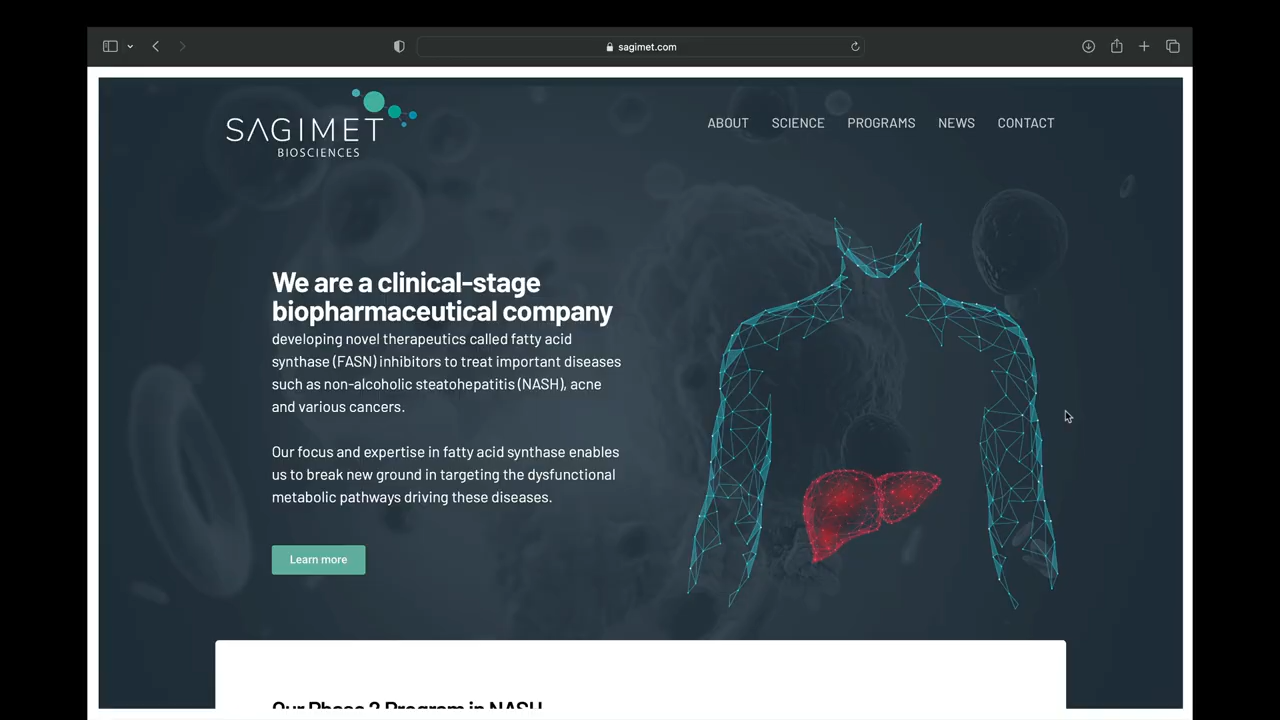 sagimet.com
SAGIMET
BIOSCIENCES
ABOUT SCIENCE PROGRAMS NEWS CONTACT
We are a clinical-stage
biopharmaceutical company
developing novel therapeutics called fatty acid
synthase (FASN) inhibitors to treat important diseases
such as non-alcoholic steatohepatitis (NASH), acne
and various cancers.
Our focus and expertise in fatty acid synthase enables
us to break new ground in targeting the dysfunctional
metabolic pathways driving these diseases.
Learn more
Our Phase 2 Program in NASH